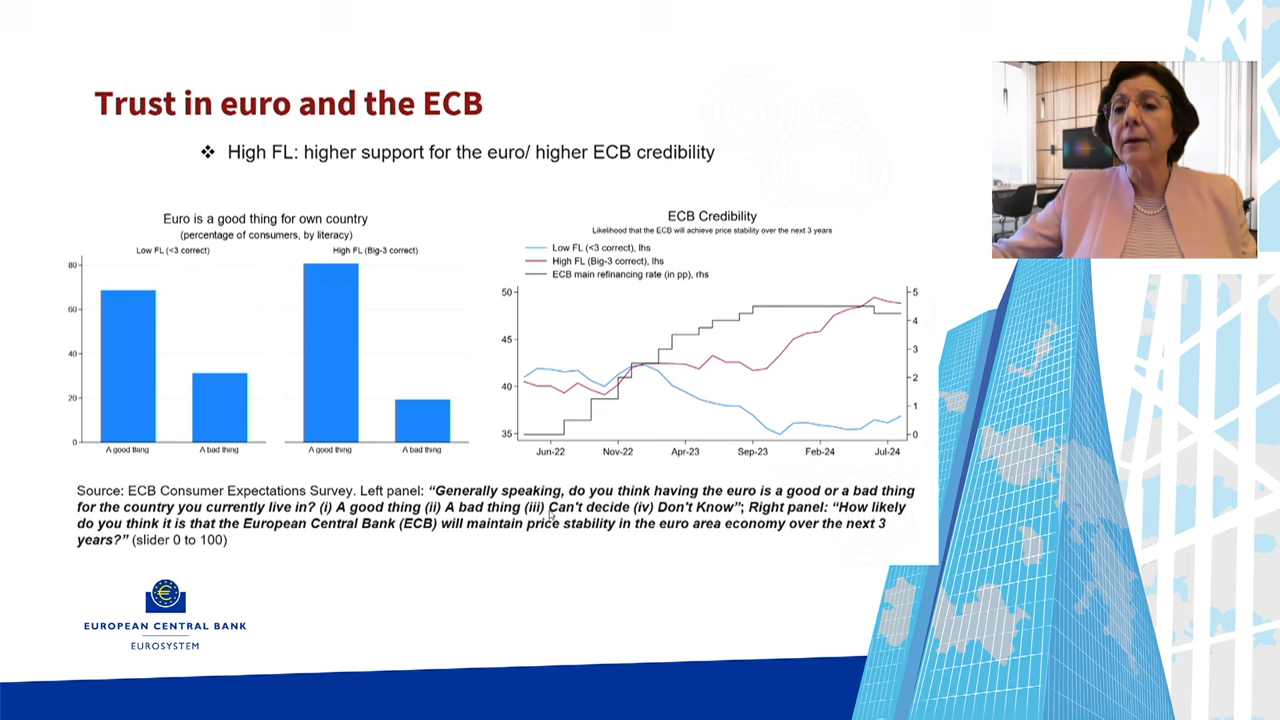 Trust in euro and the ECB
❖ High FL: higher support for the euro/ higher ECB credibility
Euro is a good thing for own country
(percentage of consumers, by literacy)
Low FL (<3 correct) High FL (Big-3 correct)
80
60
40
20
0
A good thing A bad thing A good thing A bad thing
ECB Credibility
Likelihood that the ECB will achieve price stability over the next 3 years
Low FL (<3 correct), lhs
High FL (Big-3 correct), lhs
ECB main refinancing rate (in pp), rhs
50
45
40
35
5
4
3
2
1
0
Jun-22 Nov-22 Apr-23 Sep-23 Feb-24 Jul-24
Source: ECB Consumer Expectations Survey. Left panel: “Generally speaking, do you think having the euro is a good or a bad thing
for the country you currently live in? (i) A good thing (ii) A bad thing (iii) Can't decide (iv) Don't Know”; Right panel: “How likely
do you think it is that the European Central Bank (ECB) will maintain price stability in the euro area economy over the next 3
years?” (slider 0 to 100)
EUROPEAN CENTRAL BANK
EUROSYSTEM